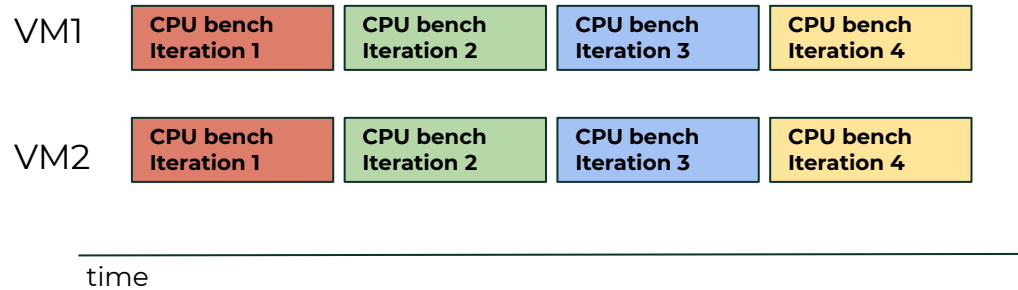 VM1
CPU bench
Iteration 1
CPU bench
Iteration 2
CPU bench
Iteration 3
CPU bench
Iteration 4
VM2
CPU bench
Iteration 1
CPU bench
Iteration 2
CPU bench
Iteration 3
CPU bench
Iteration 4
time